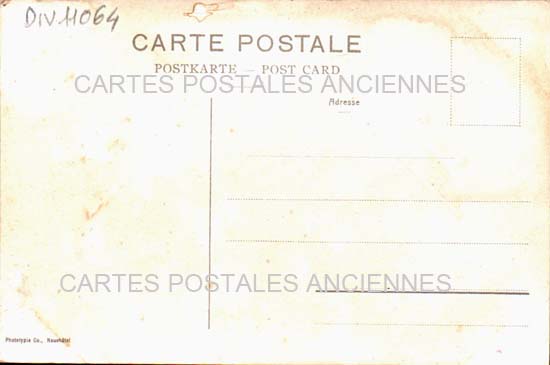 DIV.11064
CARTE POSTALE
POSTKARTE — POST CARD
CARTES POSTALES ANCIENNES
Adresse
CARTES POSTALES ANCIENNES
Phototypie Co., Neuchâtel